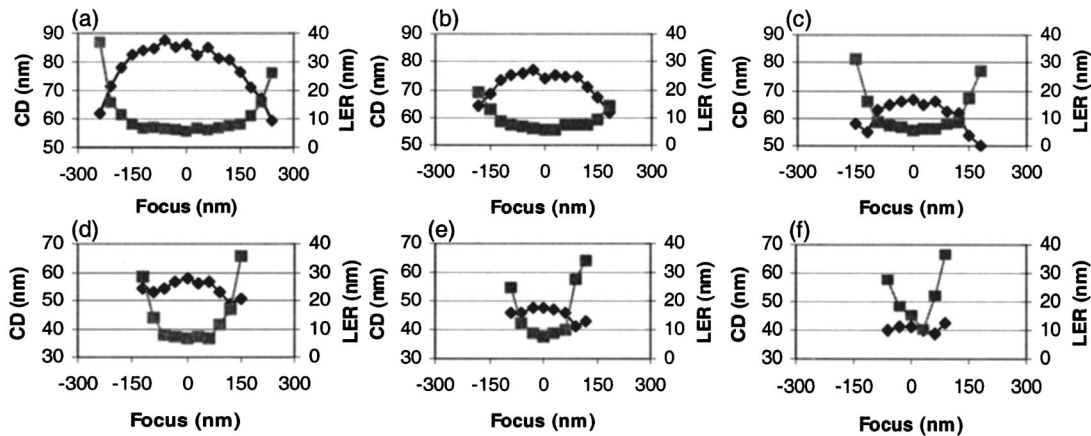 (a) (b) (c)
90 40 90 40 90 40
80 30 80 30 80 30
70 20 70 20 70 20
60 10 60 10 60 10
50 0 50 0 50 0
CD (nm) LER (nm) CD (nm) LER (nm) CD (nm) LER (nm)
-300 -150 0 150 300 -300 -150 0 150 300 -300 -150 0 150 300
Focus (nm) Focus (nm) Focus (nm)
(d) (e) (f)
70 40 70 40 70 40
60 30 60 30 60 30
50 20 50 20 50 20
40 10 40 10 40 10
30 0 30 0 30 0
CD (nm) LER (nm) CD (nm) LER (nm) CD (nm) LER (nm)
-300 -150 0 150 300 -300 -150 0 150 300 -300 -150 0 150 300
Focus (nm) Focus (nm) Focus (nm)